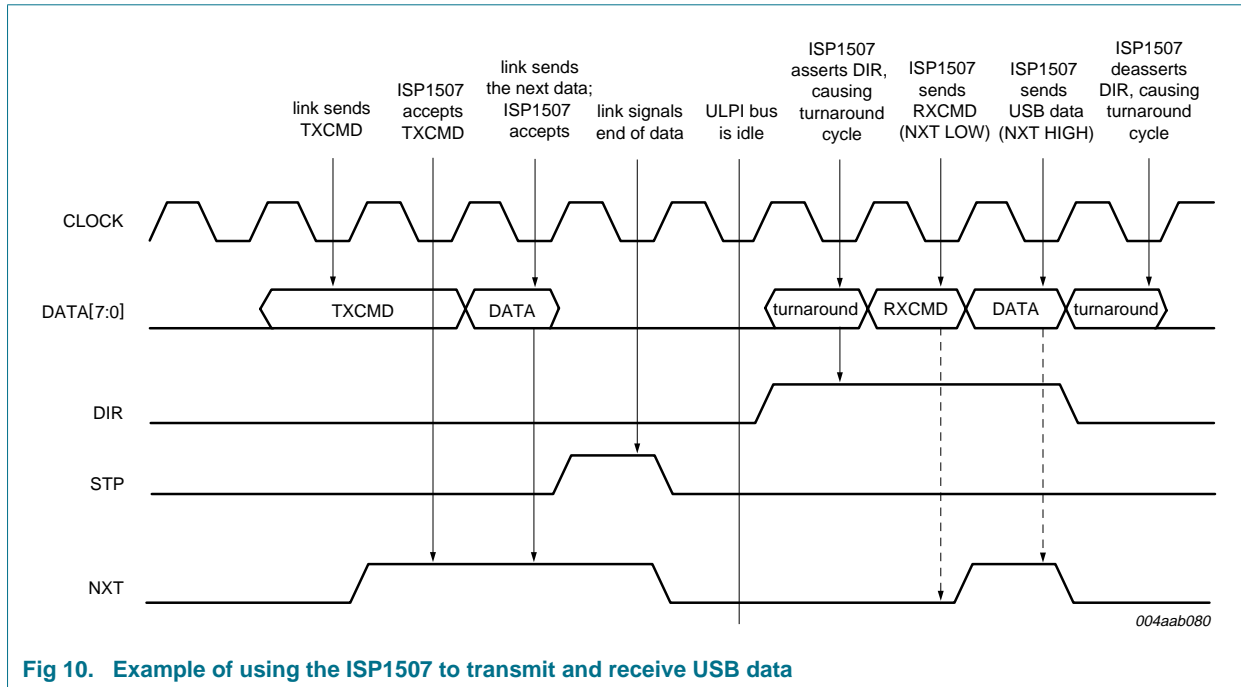 link sends
TXCMD
ISP1507
accepts
TXCMD
link sends
the next data;
ISP1507
accepts
link signals
end of data
ULPI bus
is idle
ISP1507
asserts DIR,
causing
turnaround
cycle
ISP1507
sends
RXCMD
(NXT LOW)
ISP1507
sends
USB data
(NXT HIGH)
ISP1507
deasserts
DIR, causing
turnaround
cycle
CLOCK
DATA[7:0]
TXCMD
DATA
turnaround
RXCMD
DATA
turnaround
DIR
STP
NXT
004aab080
Fig 10. Example of using the ISP1507 to transmit and receive USB data